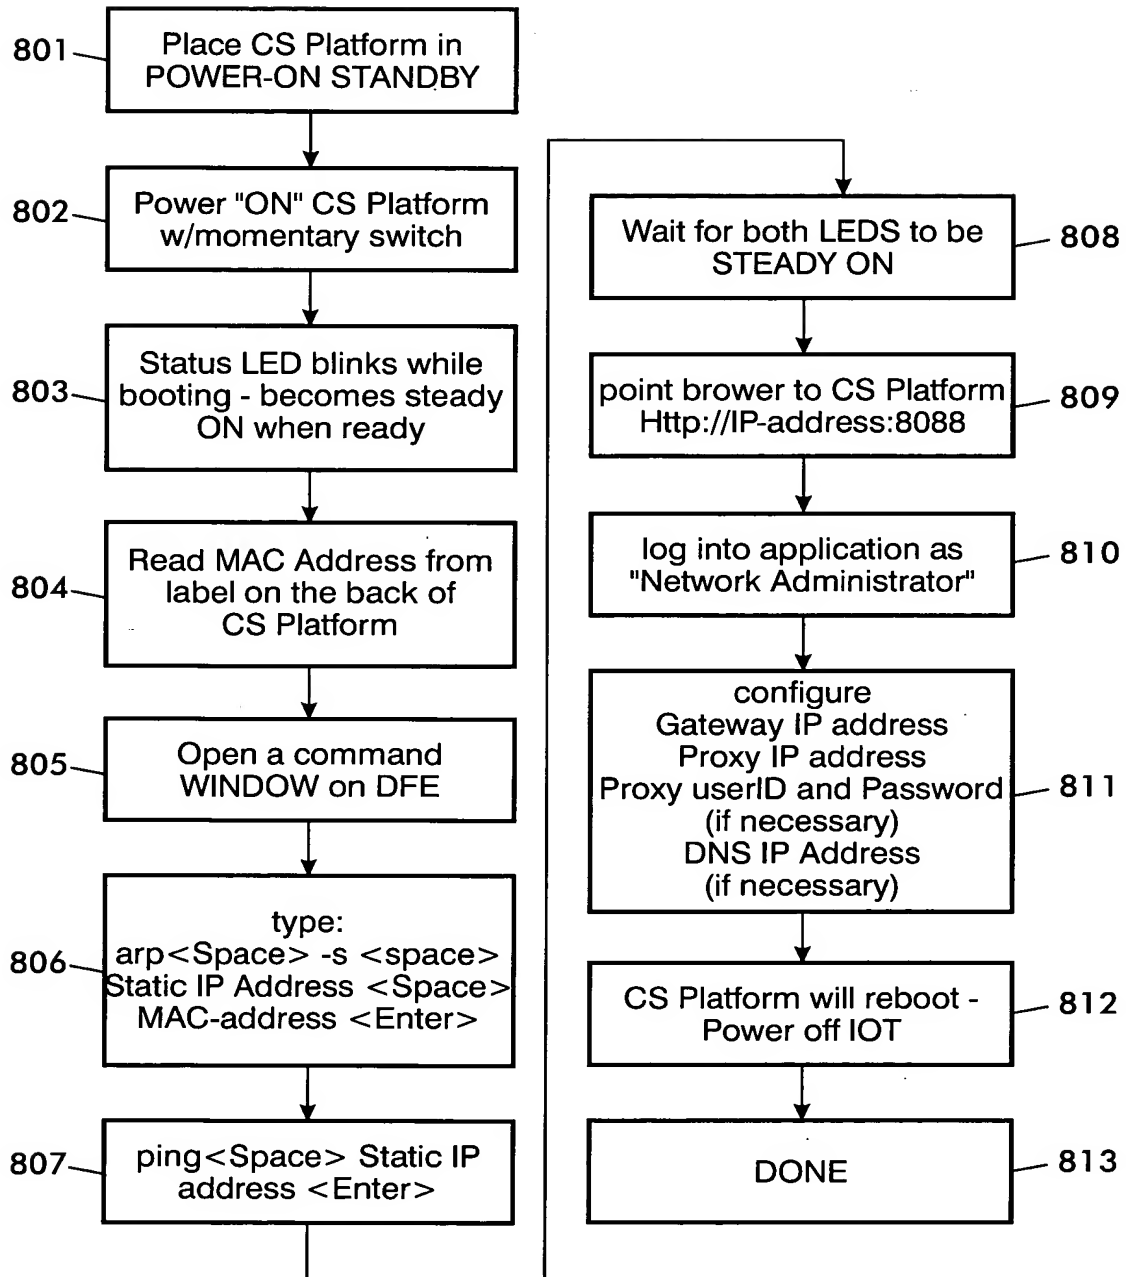 801
Place CS Platform in
POWER-ON STANDBY
802
Power "ON" CS Platform
w/momentary switch
803
Status LED blinks while
booting - becomes steady
ON when ready
804
Read MAC Address from
label on the back of
CS Platform
805
Open a command
WINDOW on DFE
806
type:
arp<Space> -s <space>
Static IP Address <Space>
MAC-address <Enter>
807
ping<Space> Static IP
address <Enter>
Wait for both LEDS to be
STEADY ON
808
point brower to CS Platform
Http://IP-address:8088
809
log into application as
"Network Administrator"
810
configure
Gateway IP address
Proxy IP address
Proxy userID and Password
(if necessary)
DNS IP Address
(if necessary)
811
CS Platform will reboot -
Power off IOT
812
DONE
813